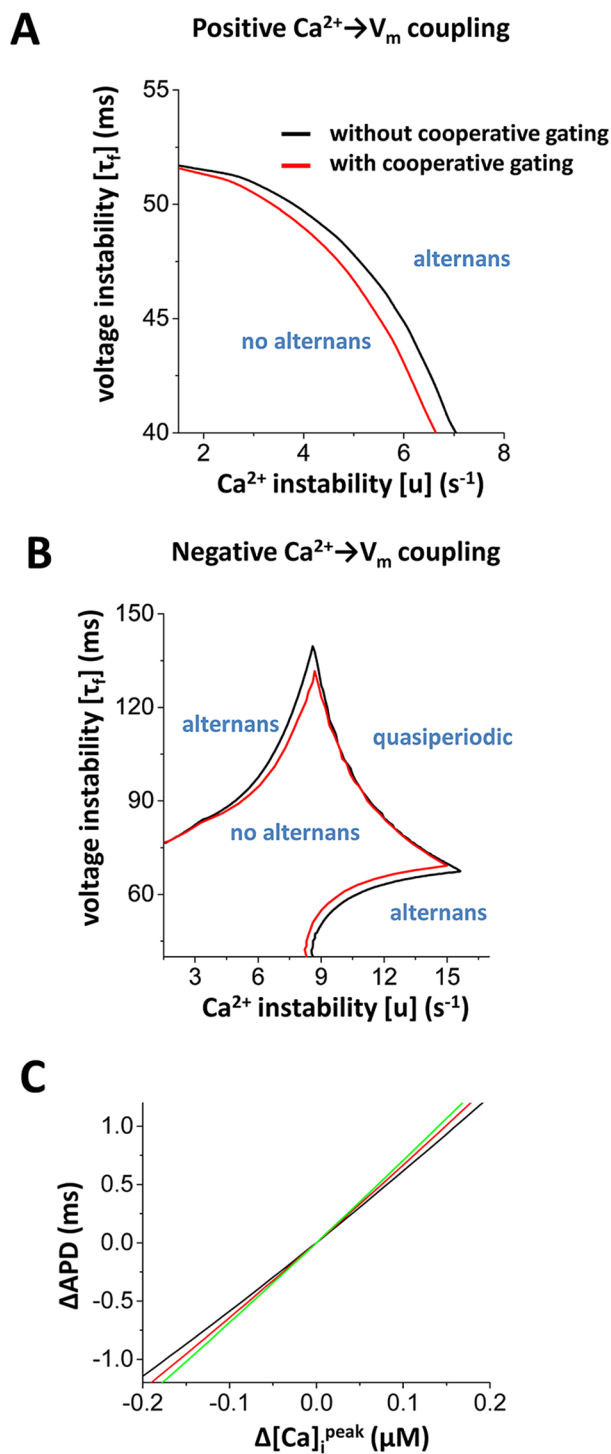 A
Positive Ca²⁺→Vₘ coupling
voltage instability [τf] (ms)
55
50
45
40
without cooperative gating
with cooperative gating
alternans
no alternans
2
4
6
8
Ca²⁺ instability [u] (s⁻¹)
B
Negative Ca²⁺→Vₘ coupling
voltage instability [τf] (ms)
150
120
90
60
alternans
quasiperiodic
no alternans
alternans
3
6
9
12
15
Ca²⁺ instability [u] (s⁻¹)
C
ΔAPD (ms)
1.0
0.5
0.0
-0.5
-1.0
-0.2
-0.1
0.0
0.1
0.2
Δ[Ca]ᵢᵖᵉᵃᵏ (μM)